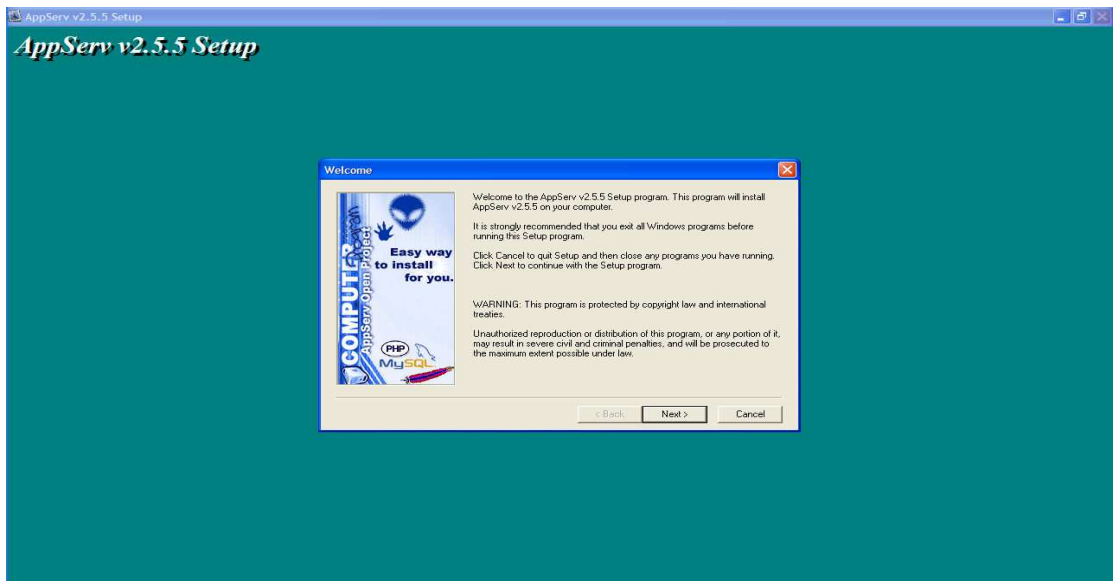 AppServ v2.5.5 Setup
AppServ v2.5.5 Setup
Welcome
COMPUTER
program
AppServ Open Project
Easy way
to install
for you.
PHP
MySQL
Welcome to the AppServ v2.5.5 Setup program. This program will install
AppServ v2.5.5 on your computer.
It is strongly recommended that you exit all Windows programs before
running this Setup program.
Click Cancel to quit Setup and then close any programs you have running.
Click Next to continue with the Setup program.
WARNING: This program is protected by copyright law and international
treaties.
Unauthorized reproduction or distribution of this program, or any portion of it,
may result in severe civil and criminal penalties, and will be prosecuted to
the maximum extent possible under law.
< Back
Next >
Cancel